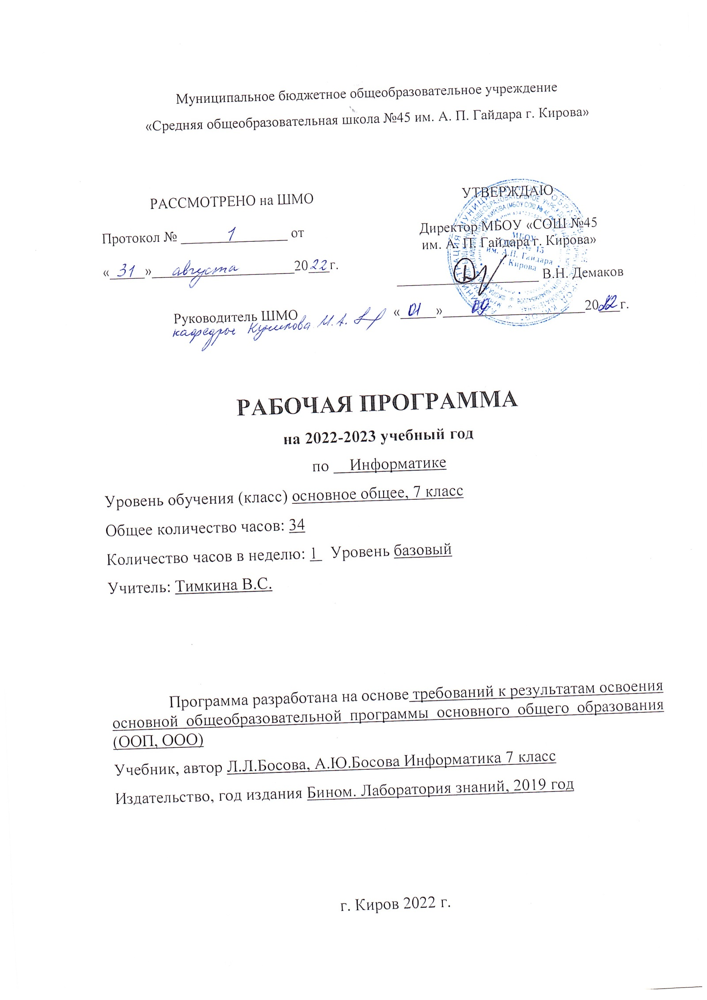 Муниципальное бюджетное общеобразовательное учреждение
«Средняя общеобразовательная школа №45 им. А. П. Гайдара г. Кирова»
РАССМОТРЕНО на ШМО
Протокол № 1 от
«31» августа 2022 г.
Руководитель ШМО
кафедры М.А.
УТВЕРЖДАЮ
Директор МБОУ «СОШ №45
им. А. П. Гайдара г. Кирова»
В.Н. Демаков
«01» 09 2022 г.
МБОУ
им. А.П. Гайдара
г. Кирова
РАБОЧАЯ ПРОГРАММА
на 2022-2023 учебный год
по Информатике
Уровень обучения (класс) основное общее, 7 класс
Общее количество часов: 34
Количество часов в неделю: 1 Уровень базовый
Учитель: Тимкина В.С.
Программа разработана на основе требований к результатам освоения
основной общеобразовательной программы основного общего образования
(ООП, ООО)
Учебник, автор Л.Л.Босова, А.Ю.Босова Информатика 7 класс
Издательство, год издания Бином. Лаборатория знаний, 2019 год
г. Киров 2022 г.